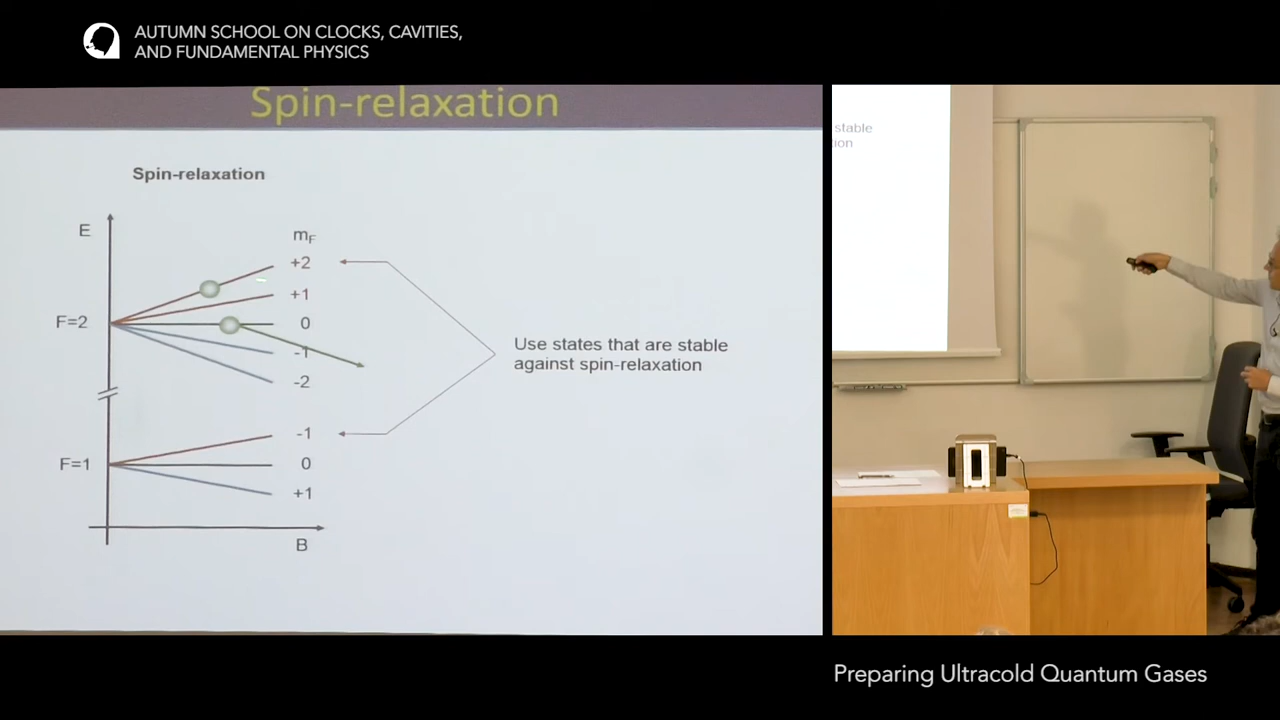 AUTUMN SCHOOL ON CLOCKS, CAVITIES,
AND FUNDAMENTAL PHYSICS
Spin-relaxation
Spin-relaxation
E
mF
+2
+1
F=2
0
-1
-2
Use states that are stable
against spin-relaxation
-1
F=1
0
+1
B
stable
ion
Preparing Ultracold Quantum Gases